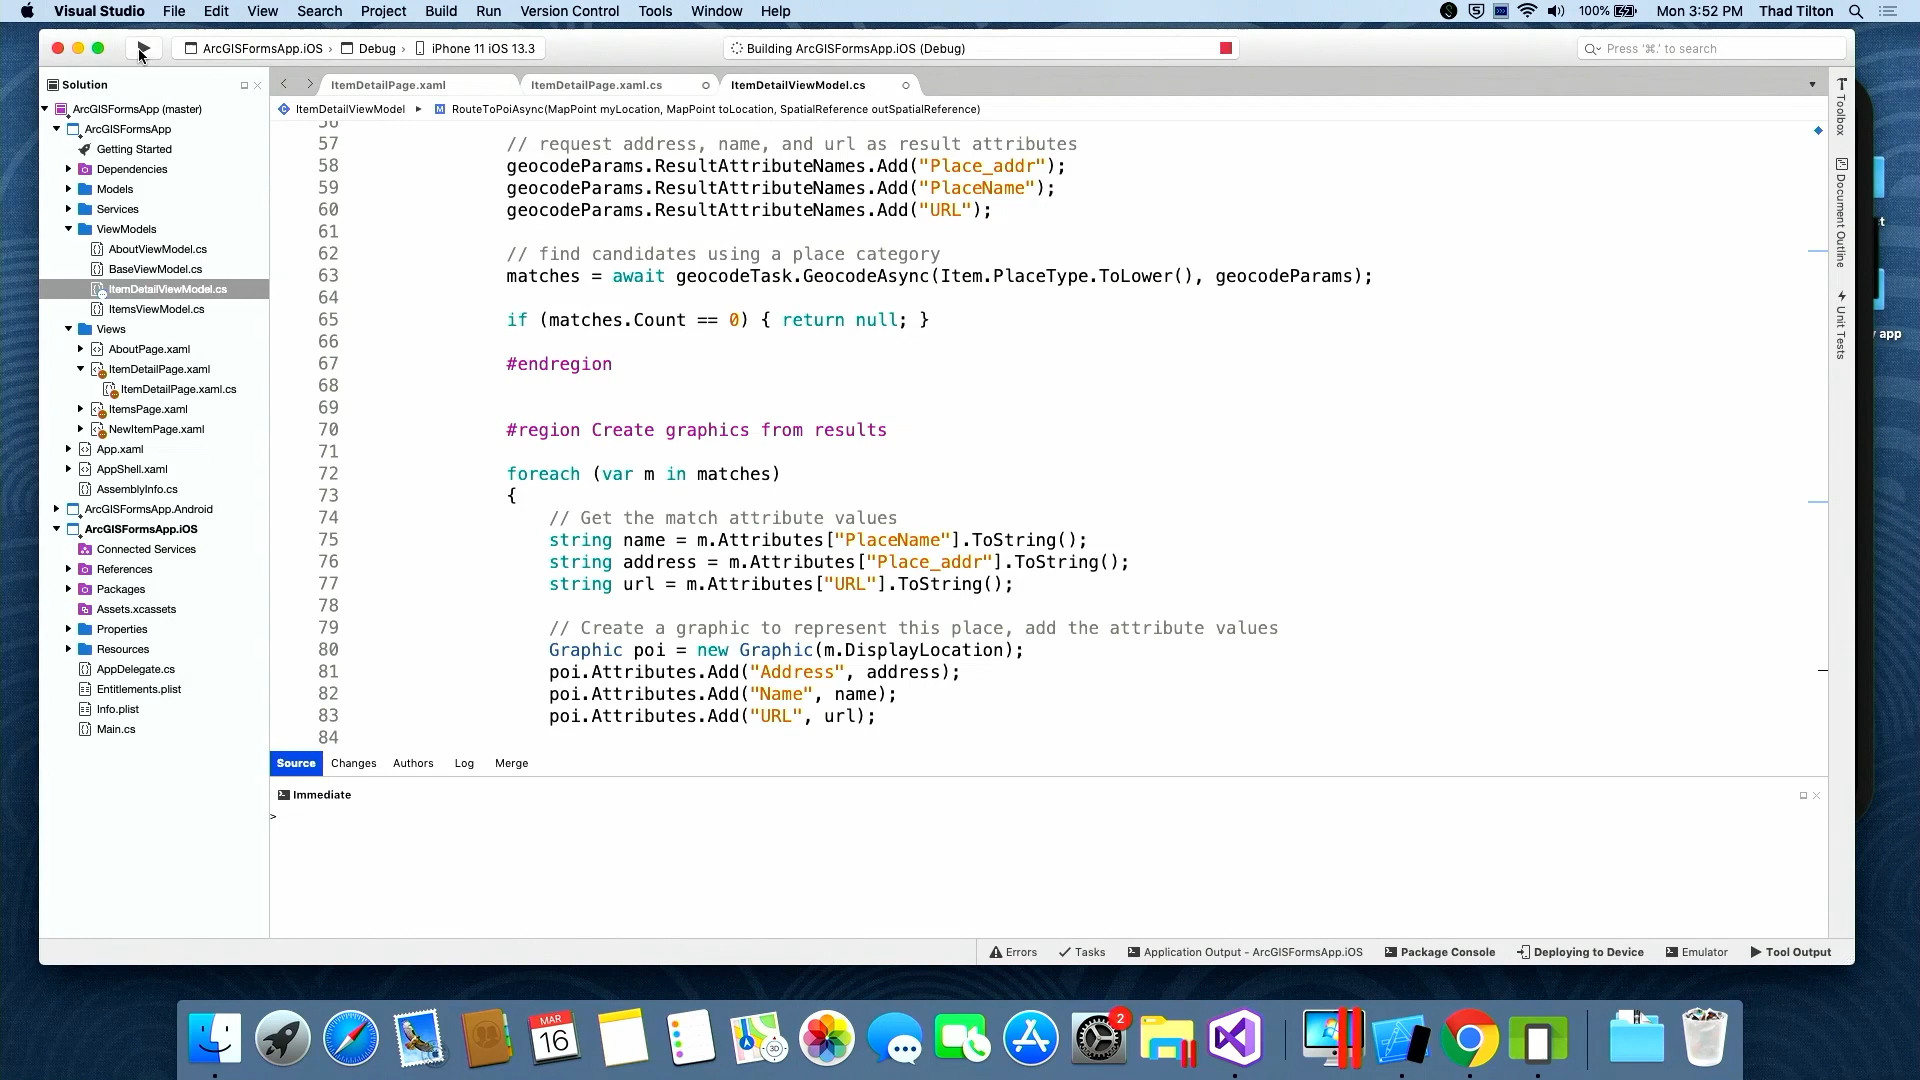 Visual Studio File Edit View Search Project Build Run Version Control Tools Window Help
100% Mon 3:52 PM Thad Tilton
ArcGISFormsApp.iOS › Debug › iPhone 11 iOS 13.3
Building ArcGISFormsApp.iOS (Debug)
Press '⌘.' to search
Solution
ArcGISFormsApp (master)
ArcGISFormsApp
Getting Started
Dependencies
Models
Services
ViewModels
AboutViewModel.cs
BaseViewModel.cs
ItemDetailViewModel.cs
ItemsViewModel.cs
Views
AboutPage.xaml
ItemDetailPage.xaml
ItemDetailPage.xaml.cs
ItemsPage.xaml
NewItemPage.xaml
App.xaml
AppShell.xaml
AssemblyInfo.cs
ArcGISFormsApp.Android
ArcGISFormsApp.iOS
Connected Services
References
Packages
Assets.xcassets
Properties
Resources
AppDelegate.cs
Entitlements.plist
Info.plist
Main.cs
ItemDetailPage.xaml ItemDetailPage.xaml.cs ItemDetailViewModel.cs
ItemDetailViewModel M RouteToPoiAsync(MapPoint myLocation, MapPoint toLocation, SpatialReference outSpatialReference)
56
57 // request address, name, and url as result attributes
58 geocodeParams.ResultAttributeNames.Add("Place_addr");
59 geocodeParams.ResultAttributeNames.Add("PlaceName");
60 geocodeParams.ResultAttributeNames.Add("URL");
61
62 // find candidates using a place category
63 matches = await geocodeTask.GeocodeAsync(Item.PlaceType.ToLower(), geocodeParams);
64
65 if (matches.Count == 0) { return null; }
66
67 #endregion
68
69
70 #region Create graphics from results
71
72 foreach (var m in matches)
73 {
74 // Get the match attribute values
75 string name = m.Attributes["PlaceName"].ToString();
76 string address = m.Attributes["Place_addr"].ToString();
77 string url = m.Attributes["URL"].ToString();
78
79 // Create a graphic to represent this place, add the attribute values
80 Graphic poi = new Graphic(m.DisplayLocation);
81 poi.Attributes.Add("Address", address);
82 poi.Attributes.Add("Name", name);
83 poi.Attributes.Add("URL", url);
84
Source Changes Authors Log Merge
Immediate
>
Toolbox
Document Outline
Unit Tests
t
y app
Errors Tasks Application Output - ArcGISFormsApp.iOS Package Console Deploying to Device Emulator Tool Output
MAR
16
3D
2